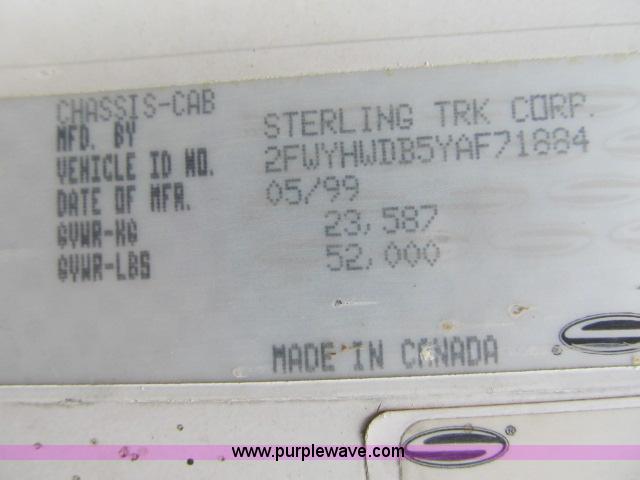 CHASSIS-CAB
MFD. BY STERLING TRK CORP.
VEHICLE ID NO. 2FWYHWDB5YAF71884
DATE OF MFR. 05/99
GVWR-KG 23,587
GVWR-LBS 52,000
MADE IN CANADA
®
®
www.purplewave.com